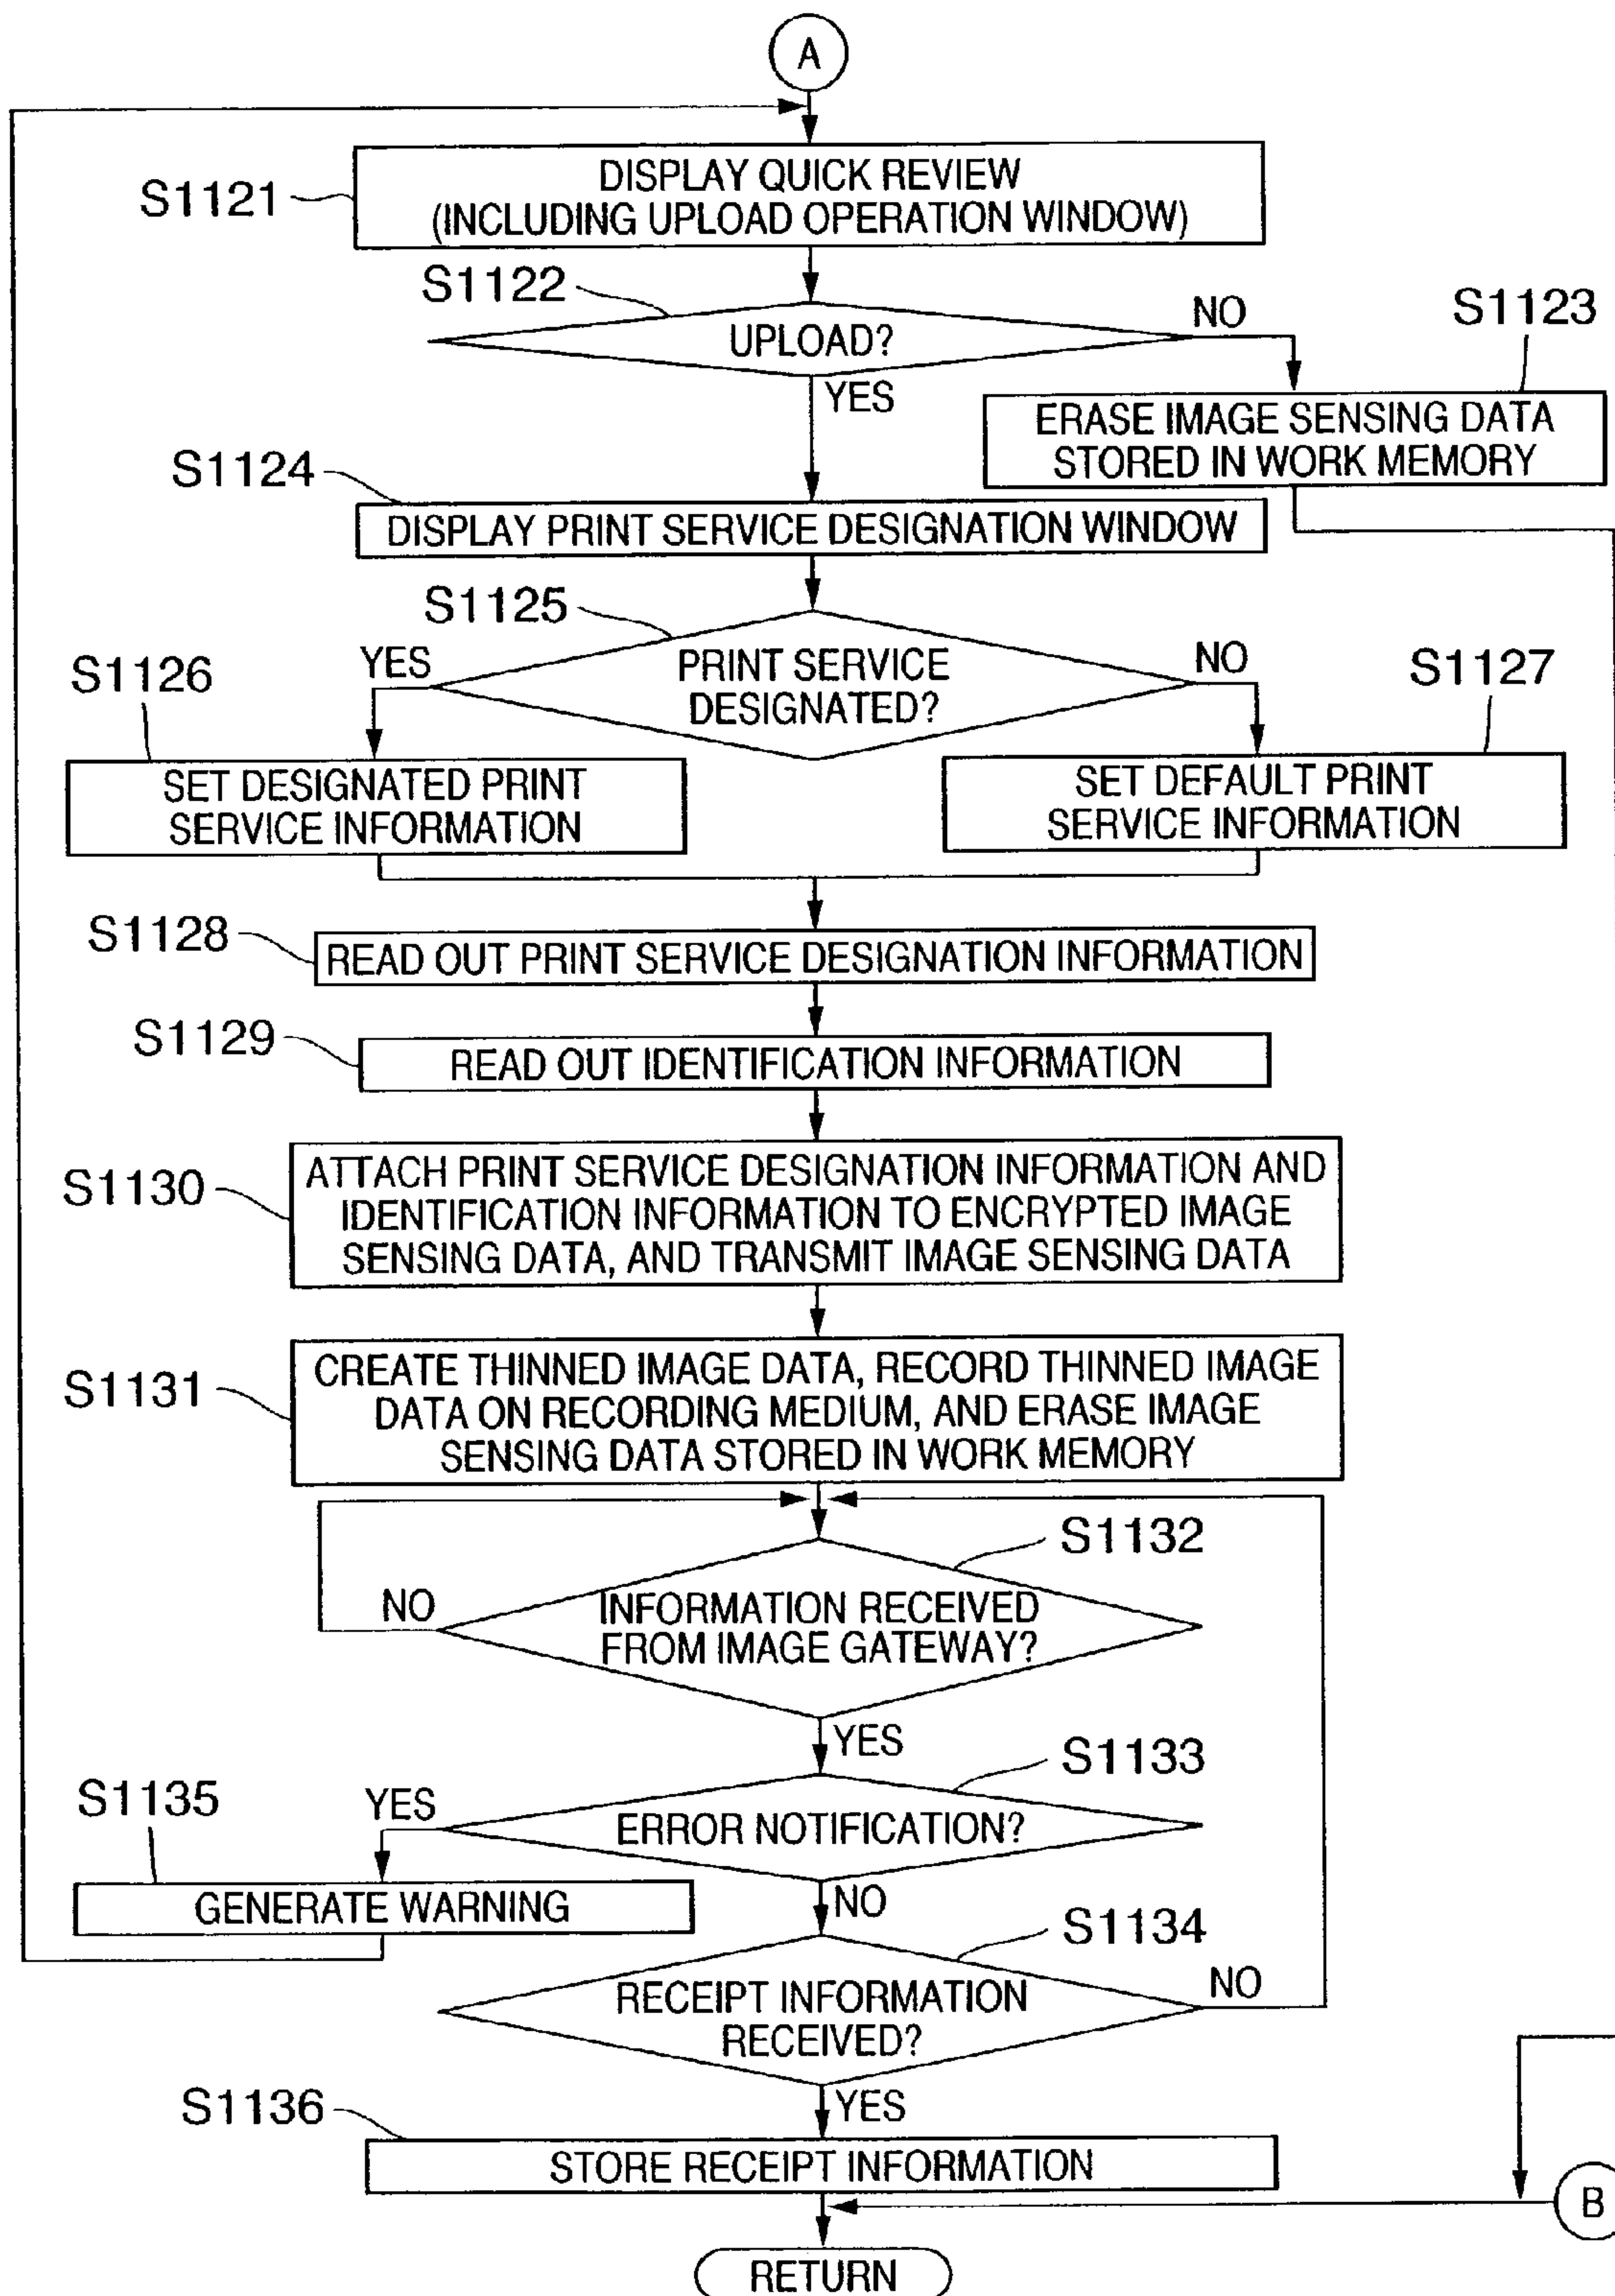 A
S1121
DISPLAY QUICK REVIEW
(INCLUDING UPLOAD OPERATION WINDOW)
S1122
UPLOAD?
NO
YES
S1123
ERASE IMAGE SENSING DATA
STORED IN WORK MEMORY
S1124
DISPLAY PRINT SERVICE DESIGNATION WINDOW
S1125
PRINT SERVICE
DESIGNATED?
YES
NO
S1126
SET DESIGNATED PRINT
SERVICE INFORMATION
S1127
SET DEFAULT PRINT
SERVICE INFORMATION
S1128
READ OUT PRINT SERVICE DESIGNATION INFORMATION
S1129
READ OUT IDENTIFICATION INFORMATION
S1130
ATTACH PRINT SERVICE DESIGNATION INFORMATION AND
IDENTIFICATION INFORMATION TO ENCRYPTED IMAGE
SENSING DATA, AND TRANSMIT IMAGE SENSING DATA
S1131
CREATE THINNED IMAGE DATA, RECORD THINNED IMAGE
DATA ON RECORDING MEDIUM, AND ERASE IMAGE
SENSING DATA STORED IN WORK MEMORY
S1132
NO
INFORMATION RECEIVED
FROM IMAGE GATEWAY?
YES
S1133
YES
ERROR NOTIFICATION?
S1135
GENERATE WARNING
NO
S1134
RECEIPT INFORMATION
RECEIVED?
NO
YES
S1136
STORE RECEIPT INFORMATION
B
RETURN